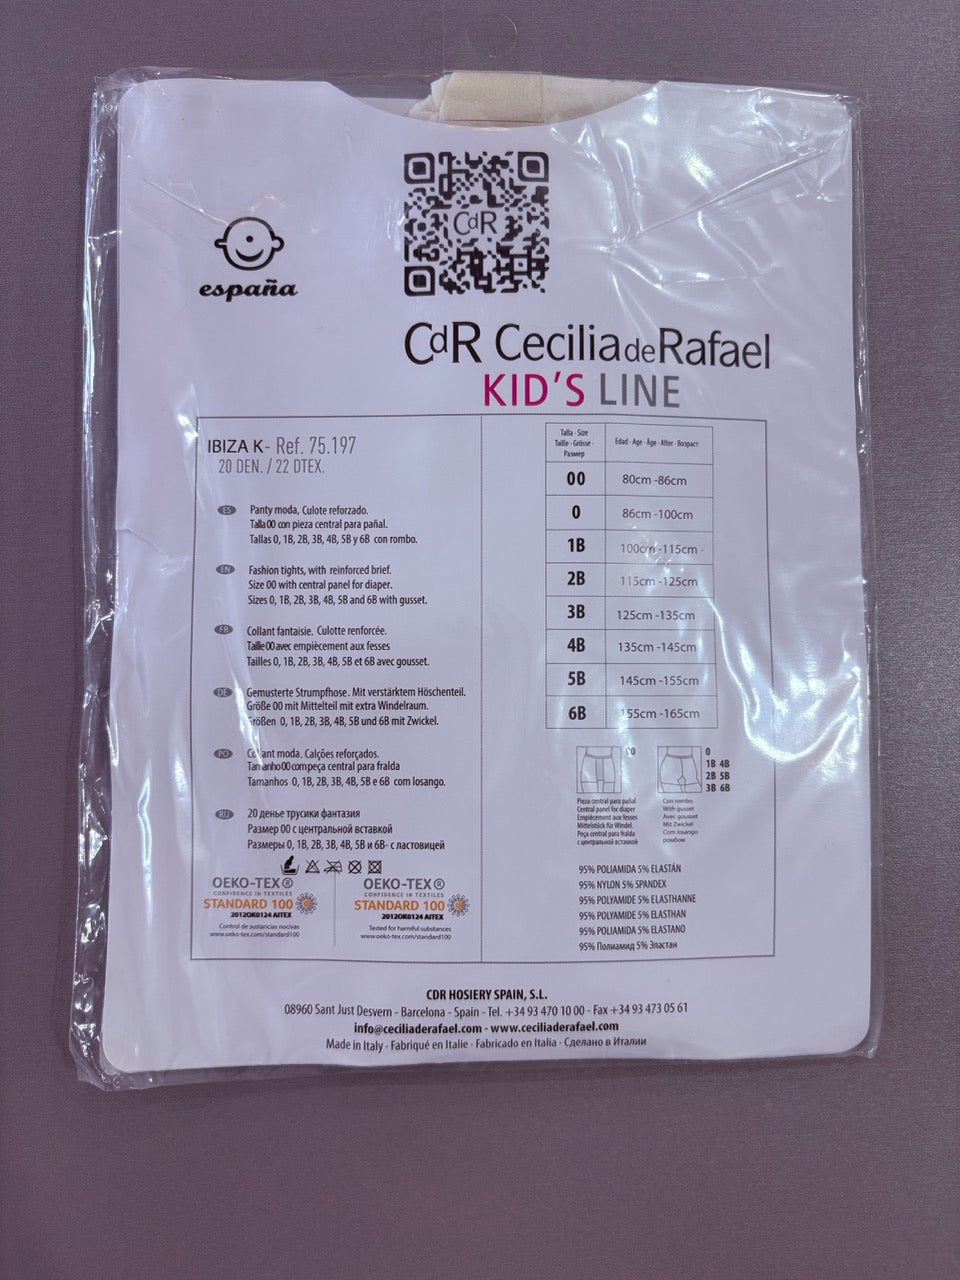 CdR
españa
CdR Cecilia de Rafael
KID'S LINE
IBIZA K- Ref. 75.197
20 DEN. / 22 DTEX.
ES Panty moda, Culote reforzado.
Talla 00 con pieza central para pañal.
Tallas 0, 1B, 2B, 3B, 4B, 5B y 6B con rombo.
EN Fashion tights, with reinforced brief.
Size 00 with central panel for diaper.
Sizes 0, 1B, 2B, 3B, 4B, 5B and 6B with gusset.
FR Collant fantaisie. Culotte renforcée.
Taille 00 avec empiècement aux fesses
Tailles 0, 1B, 2B, 3B, 4B, 5B et 6B avec gousset.
DE Gemusterte Strumpfhose. Mit verstärktem Höschenteil.
Größe 00 mit Mittelteil mit extra Windelraum.
Größen 0, 1B, 2B, 3B, 4B, 5B und 6B mit Zwickel.
PO Collant moda. Calções reforçados.
Tamanho 00 com peça central para fralda
Tamanhos 0, 1B, 2B, 3B, 4B, 5B e 6B com losango.
RU 20 денье трусики фантазия
Размер 00 с центральной вставкой
Размеры 0, 1B, 2B, 3B, 4B, 5B и 6B- с ластовицей
OEKO-TEX®
CONFIDENCE IN TEXTILES
STANDARD 100
2012OK0124 AITEX
Control de sustancias nocivas
www.oeko-tex.com/standard100
OEKO-TEX®
CONFIDENCE IN TEXTILES
STANDARD 100
2012OK0124 AITEX
Tested for harmful substances
www.oeko-tex.com/standard100
Talla - Size
Taille - Grösse -
Размер
Edad - Age - Âge - Alter - Возраст
00 80cm -86cm
0 86cm -100cm
1B 100cm -115cm -
2B 115cm -125cm
3B 125cm -135cm
4B 135cm -145cm
5B 145cm -155cm
6B 155cm -165cm
00
Pieza central para pañal
Central panel for diaper
Empiècement aux fesses
Mittelstück für Windel.
Peça central para fralda
с центральной вставкой
0
1B 4B
2B 5B
3B 6B
Con rombo
With gusset
Avec gousset
Mit Zwickel
Com losango
ромбом
95% POLIAMIDA 5% ELASTÁN
95% NYLON 5% SPANDEX
95% POLYAMIDE 5% ELASTHANNE
95% POLYAMIDE 5% ELASTHAN
95% POLIAMIDA 5% ELASTANO
95% Полиамид 5% Эластан
CDR HOSIERY SPAIN, S.L.
08960 Sant Just Desvern - Barcelona - Spain - Tel. +34 93 470 10 00 - Fax +34 93 473 05 61
info@ceciliaderafael.com - www.ceciliaderafael.com
Made in Italy - Fabriqué en Italie - Fabricado en Italia - Сделано в Италии